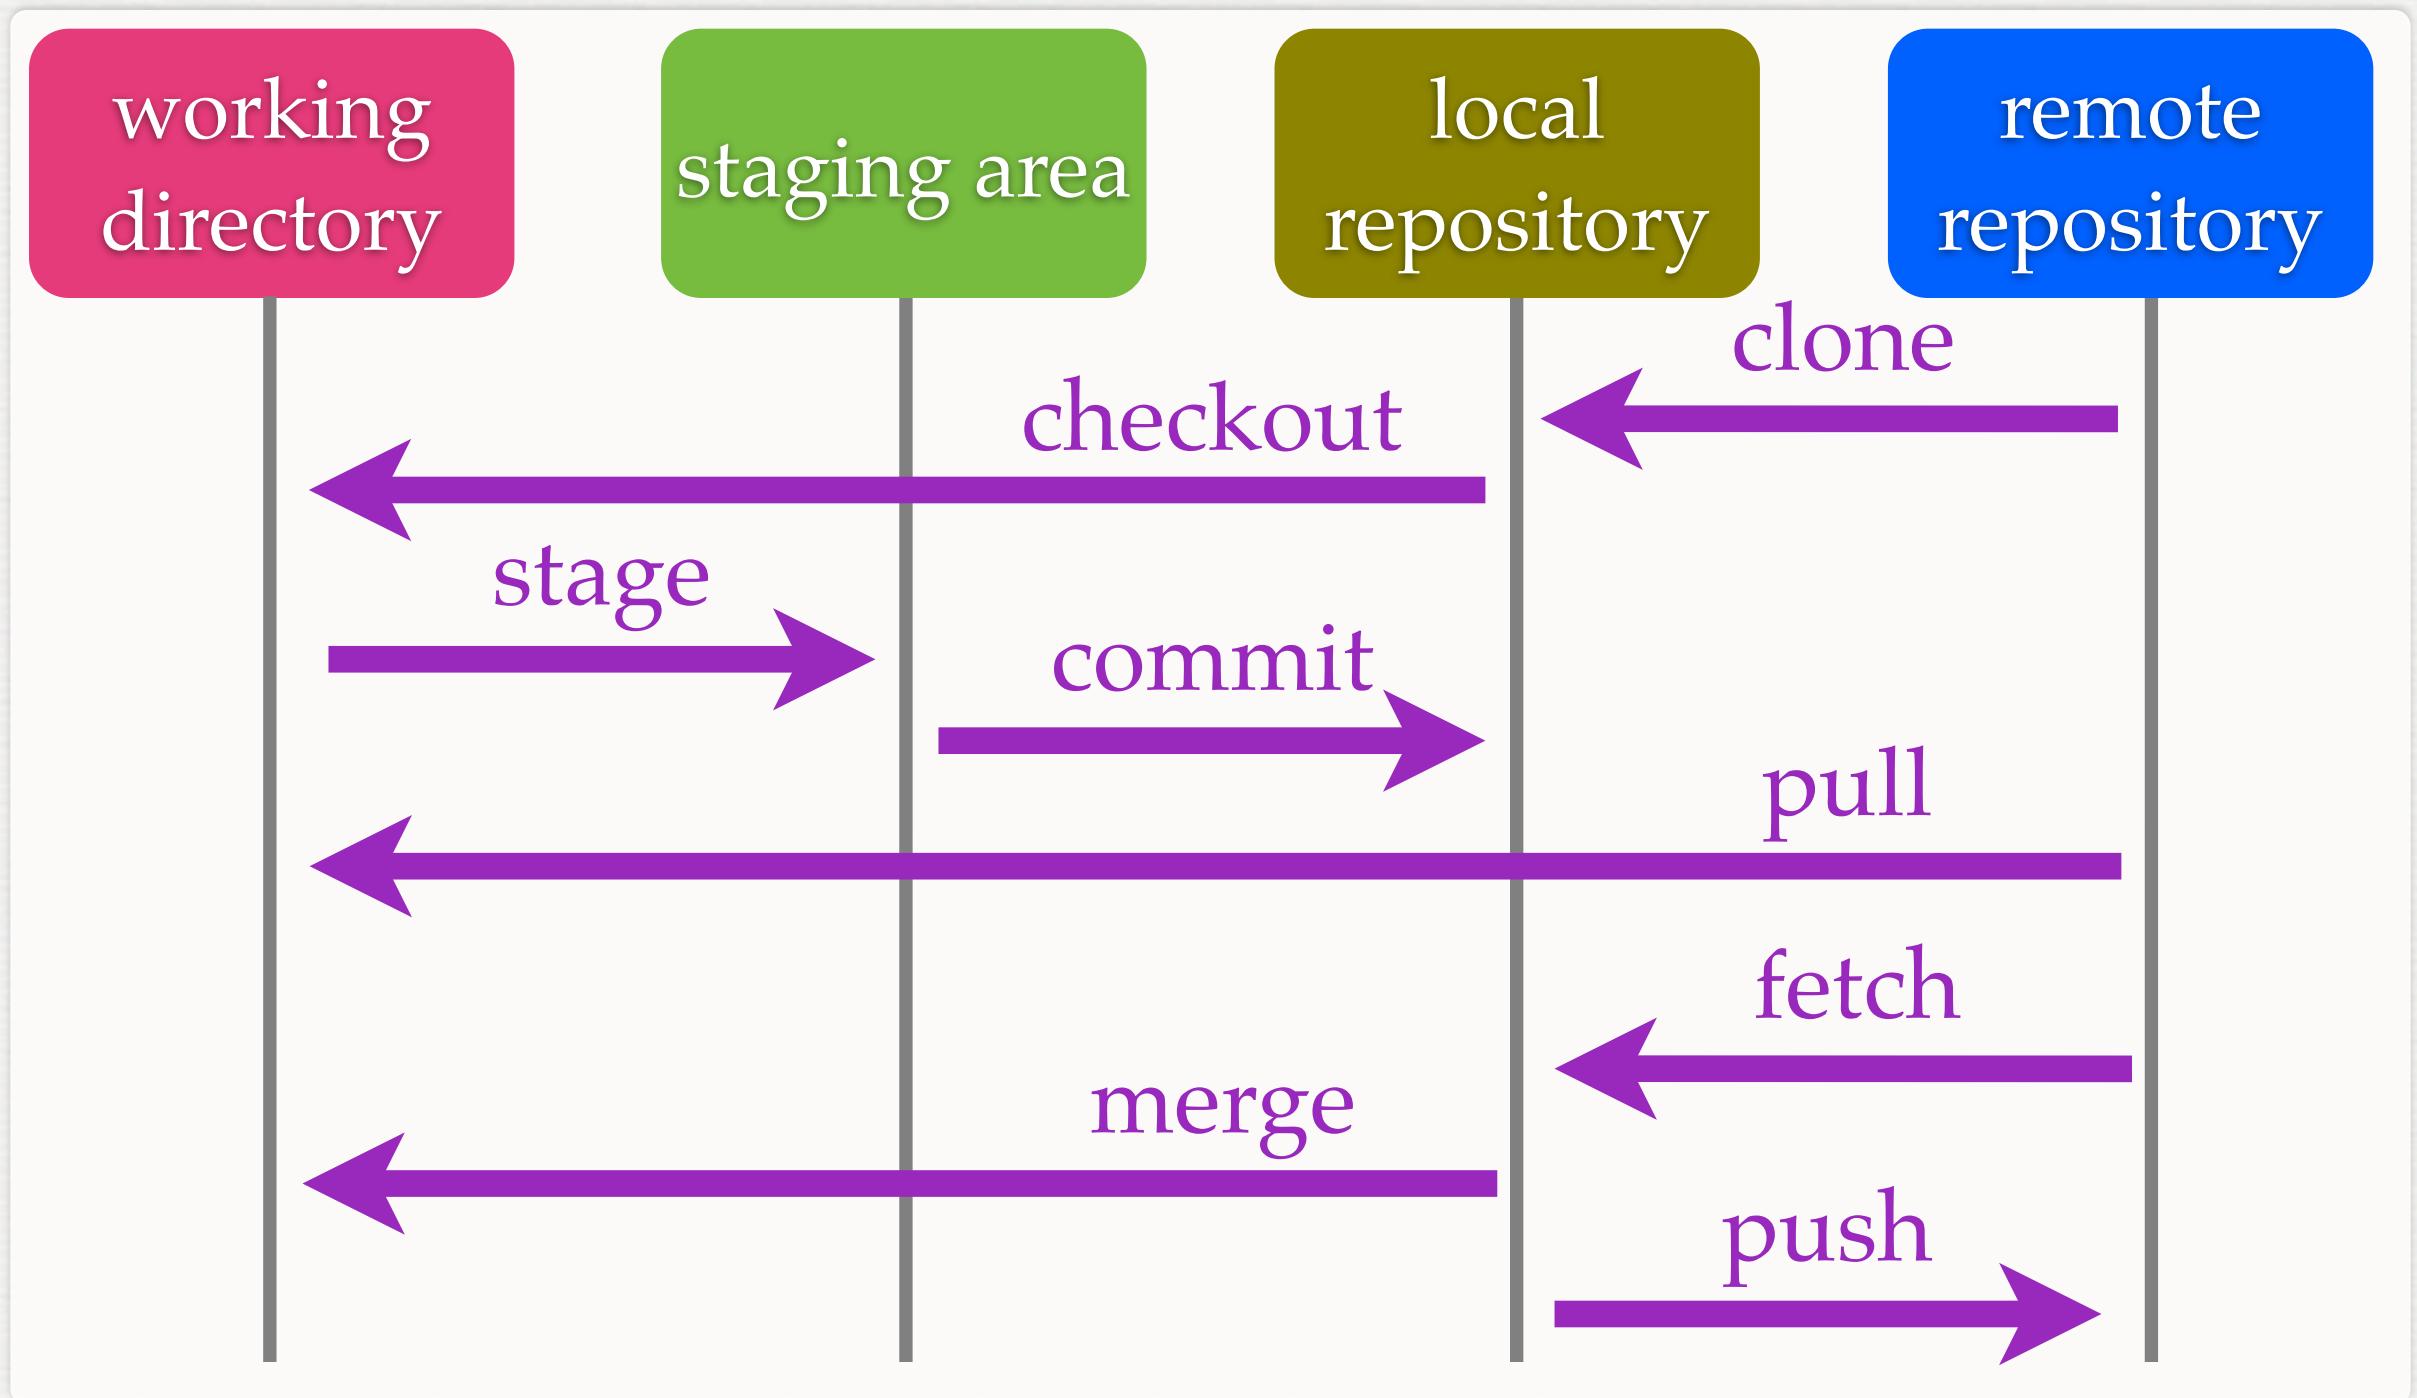 working
directory
staging area
local
repository
remote
repository
clone
checkout
stage
commit
pull
fetch
merge
push